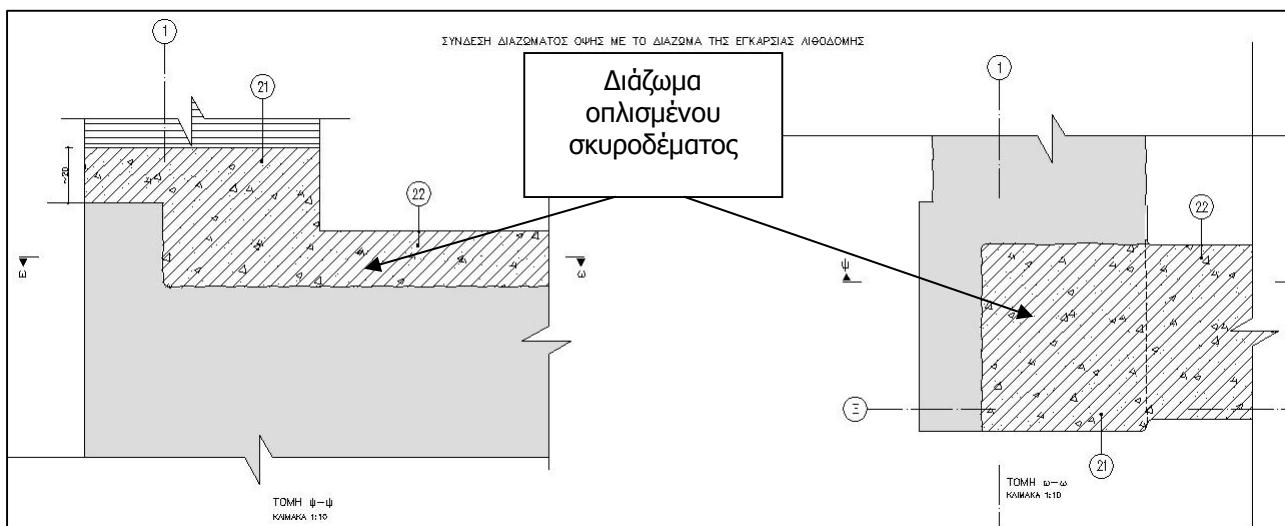 ΣΥΝΔΕΣΗ ΔΙΑΖΩΜΑΤΟΣ ΟΨΗΣ ΜΕ ΤΟ ΔΙΑΖΩΜΑ ΤΗΣ ΕΓΚΑΡΣΙΑΣ ΛΙΘΟΔΟΜΗΣ
Διάζωμα
οπλισμένου
σκυροδέματος
1
21
~20
22
ω
ω
ΤΟΜΗ ψ–ψ
ΚΛΙΜΑΚΑ 1:10
1
22
ψ
Ξ
21
ΤΟΜΗ ω–ω
ΚΛΙΜΑΚΑ 1:10